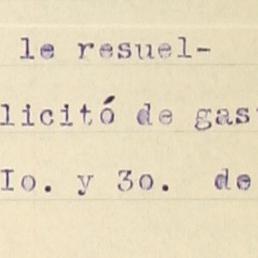 le resuel-
licitó de gas
Io. y 3o. de